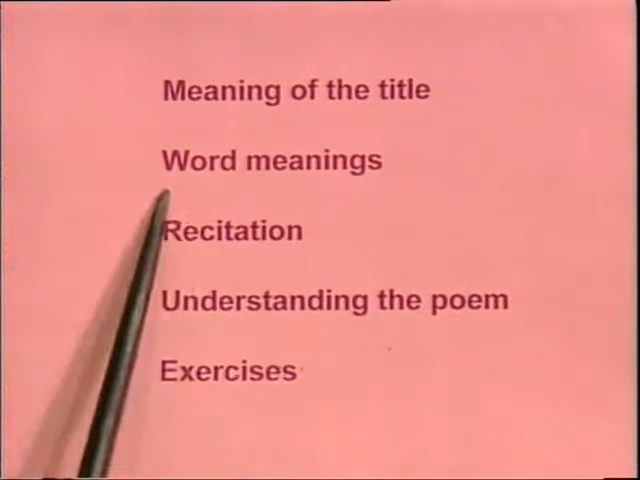 Meaning of the title
Word meanings
Recitation
Understanding the poem
Exercises